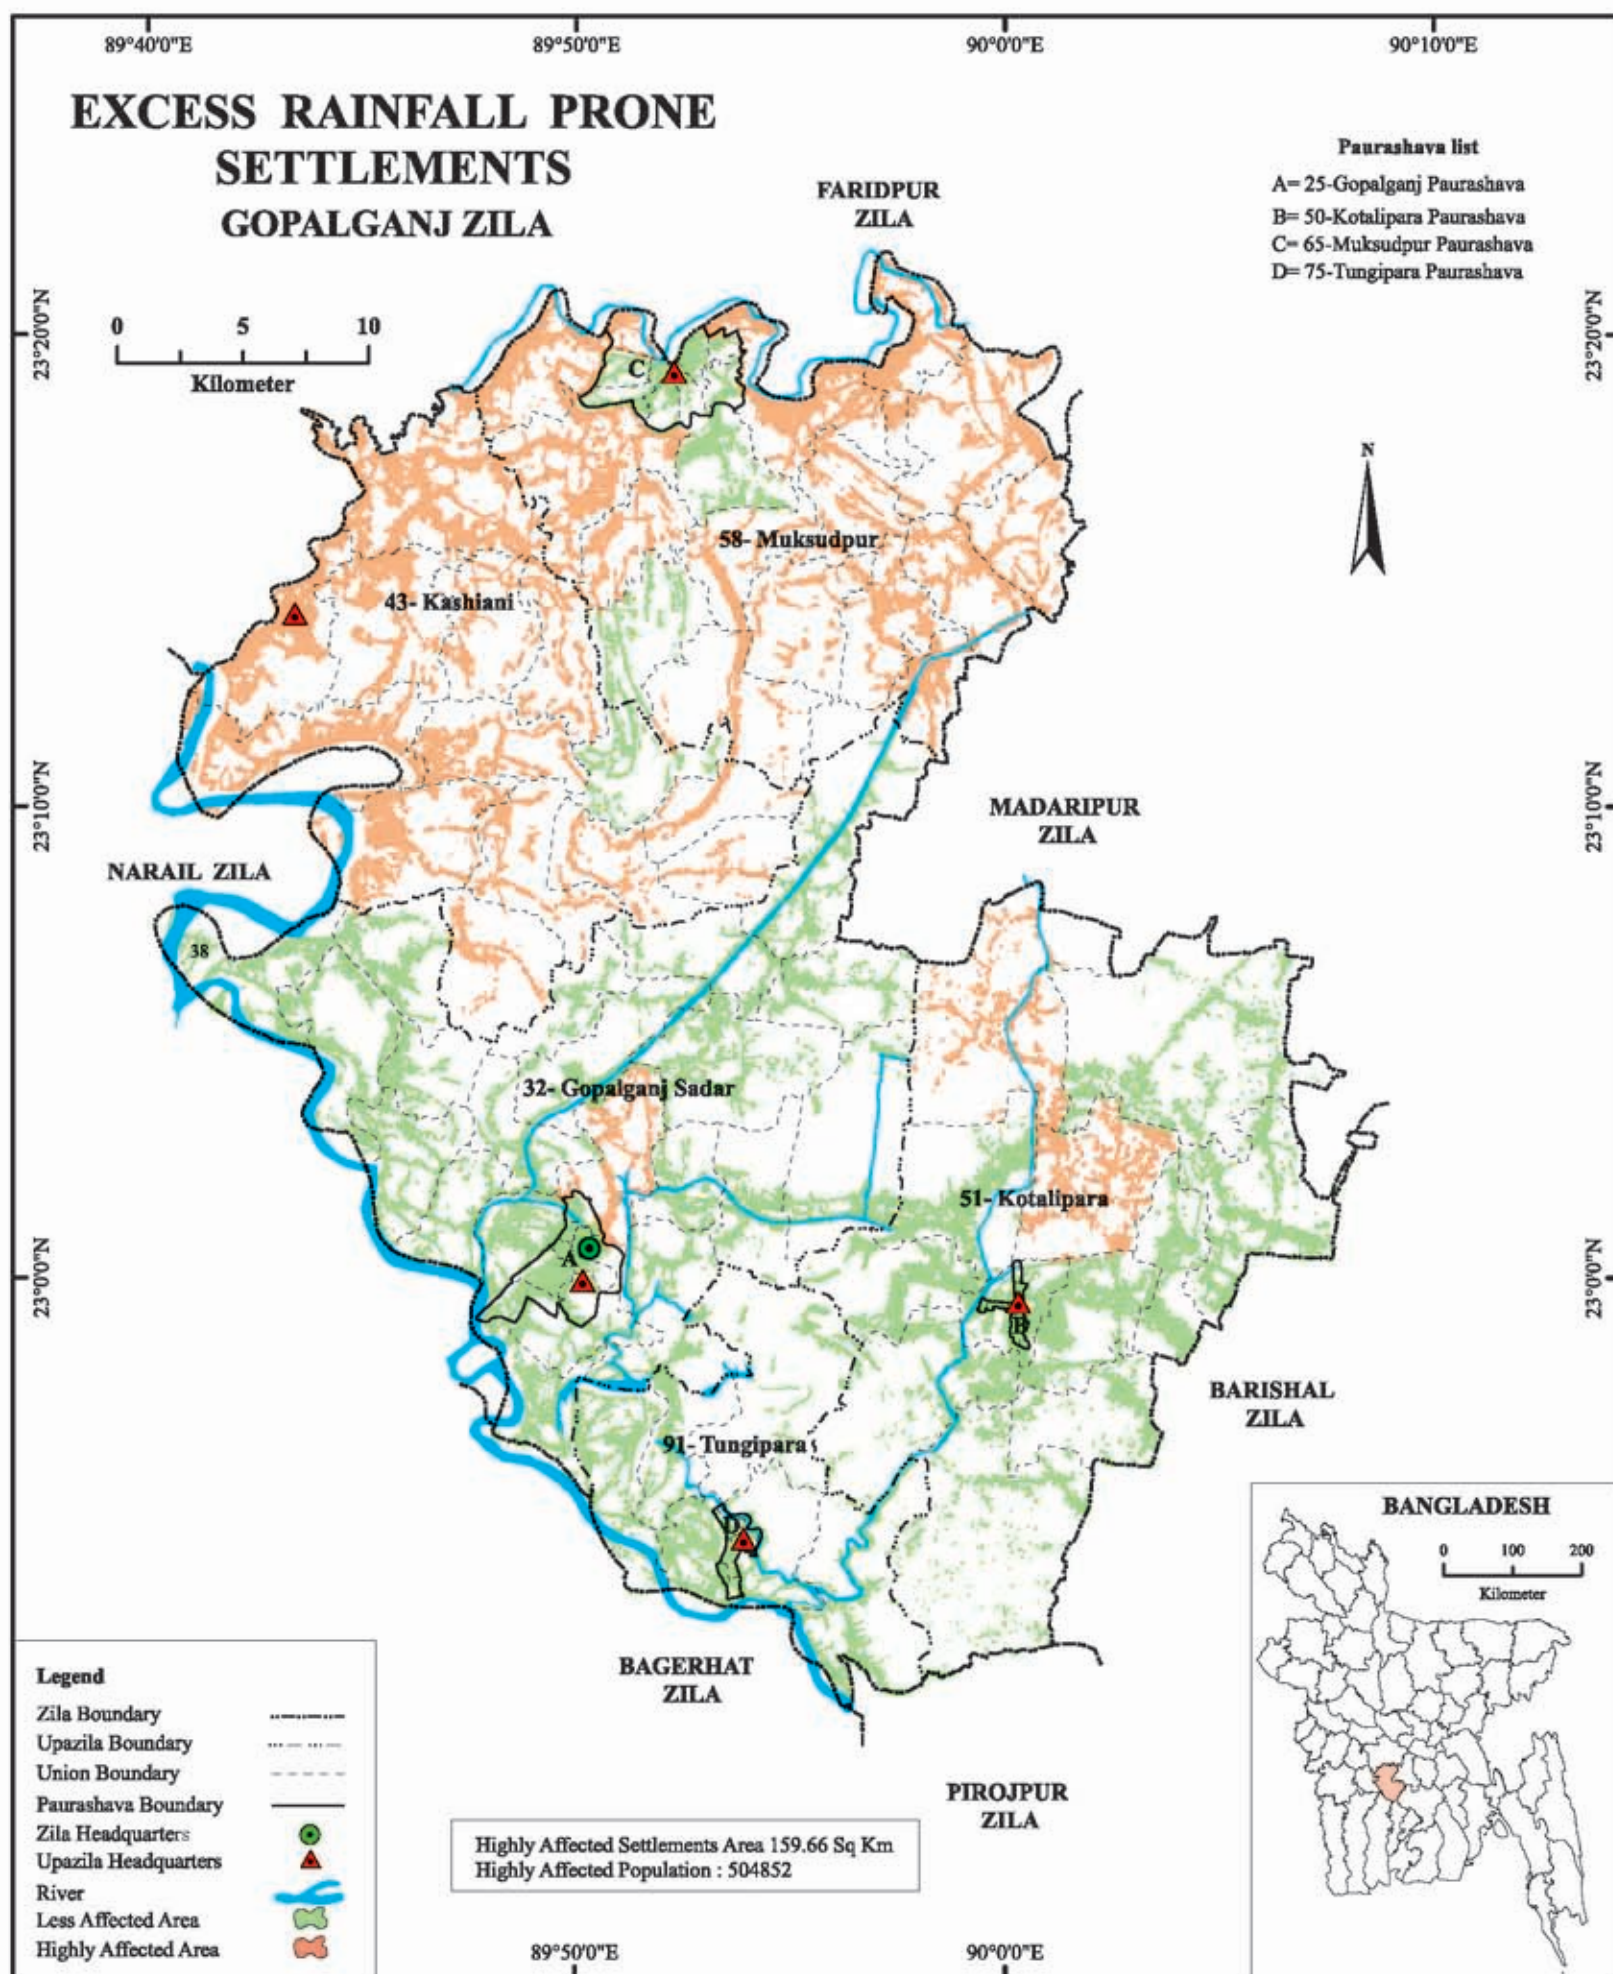 89°40'0"E
89°50'0"E
90°0'0"E
90°10'0"E
EXCESS RAINFALL PRONE
SETTLEMENTS
GOPALGANJ ZILA
0 5 10
Kilometer
FARIDPUR
ZILA
Paurashava list
A= 25-Gopalganj Paurashava
B= 50-Kotalipara Paurashava
C= 65-Muksudpur Paurashava
D= 75-Tungipara Paurashava
23°20'0"N
23°20'0"N
N
C
58- Muksudpur
43- Kashiani
23°10'0"N
23°10'0"N
MADARIPUR
ZILA
NARAIL ZILA
38
32- Gopalganj Sadar
51- Kotalipara
A
23°0'0"N
23°0'0"N
B
BARISHAL
ZILA
91- Tungipara
D
BAGERHAT
ZILA
PIROJPUR
ZILA
BANGLADESH
0 100 200
Kilometer
Legend
Zila Boundary
Upazila Boundary
Union Boundary
Paurashava Boundary
Zila Headquarters
Upazila Headquarters
River
Less Affected Area
Highly Affected Area
Highly Affected Settlements Area 159.66 Sq Km
Highly Affected Population : 504852
89°50'0"E
90°0'0"E